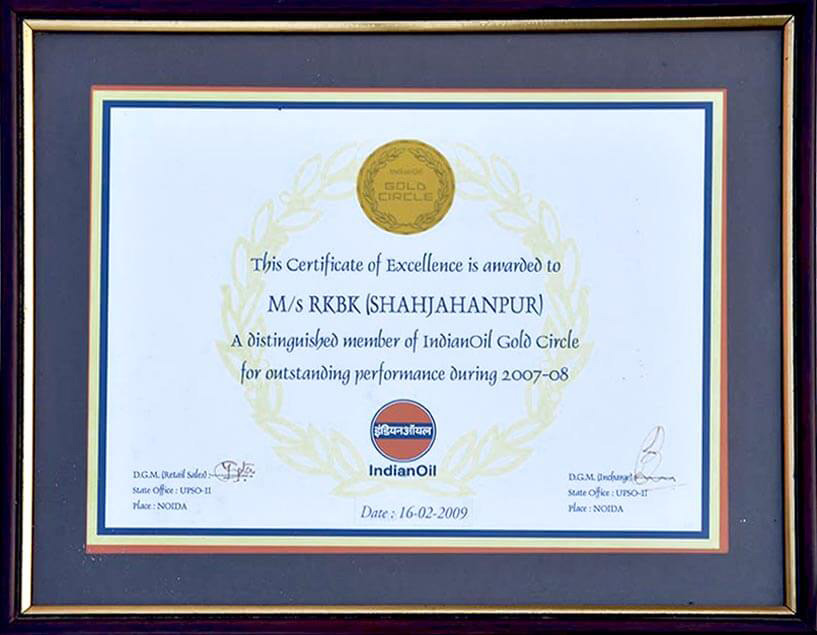 IndianOil
GOLD
CIRCLE
This Certificate of Excellence is awarded to
M/s RKBK (SHAHJAHANPUR)
A distinguished member of IndianOil Gold Circle
for outstanding performance during 2007-08
इंडियनऑयल
IndianOil
D.G.M. (Retail Sales) :
State Office : UPSO-II
Place : NOIDA
D.G.M. (Incharge)
State Office : UPSO-II
Place : NOIDA
Date : 16-02-2009